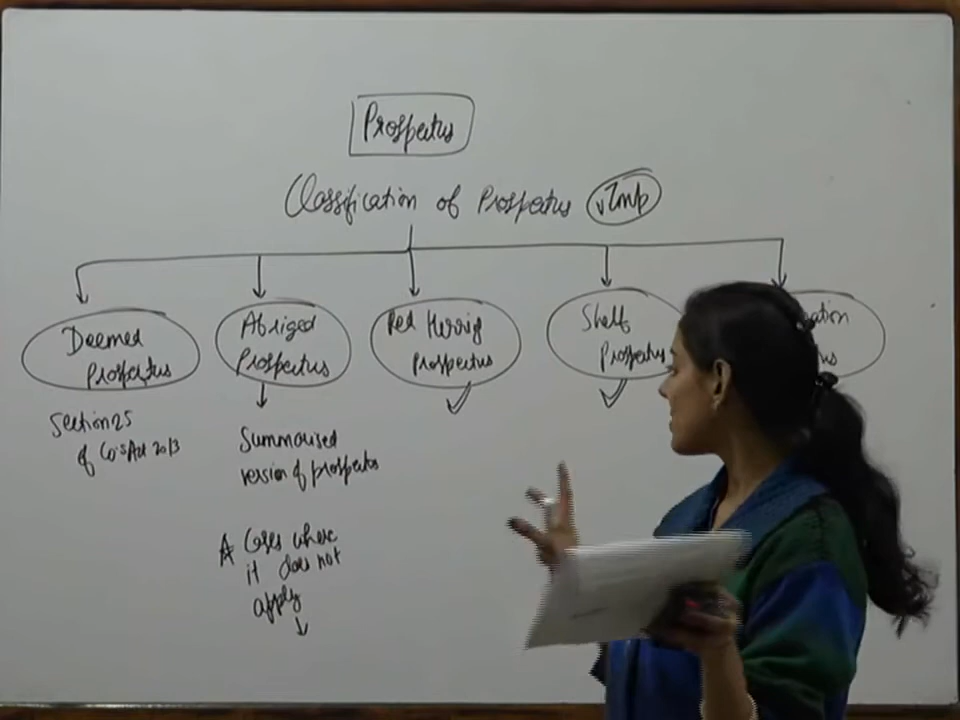 Prospectus
Classification of Prospectus v Imp
Deemed
Prospectus
Abriged
Prospectus
Red Herrig
Prospectus
Shelf
Prospectus
Section 25
of Co's Act 2013
Summarised
version of prospectus
Cases where
it does not
apply